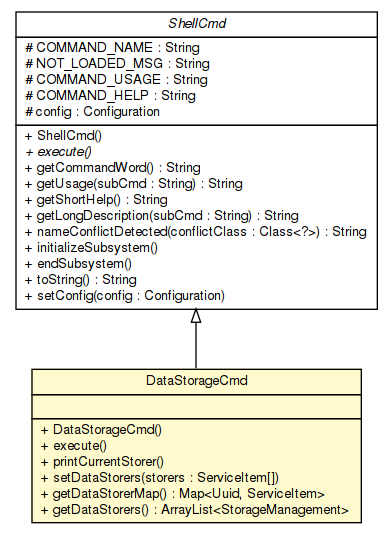 ShellCmd
# COMMAND_NAME : String
# NOT_LOADED_MSG : String
# COMMAND_USAGE : String
# COMMAND_HELP : String
# config : Configuration
+ ShellCmd()
+ execute()
+ getCommandWord() : String
+ getUsage(subCmd : String) : String
+ getShortHelp() : String
+ getLongDescription(subCmd : String) : String
+ nameConflictDetected(conflictClass : Class<?>) : String
+ initializeSubsystem()
+ endSubsystem()
+ toString() : String
+ setConfig(config : Configuration)
DataStorageCmd
+ DataStorageCmd()
+ execute()
+ printCurrentStorer()
+ setDataStorers(storers : ServiceItem[])
+ getDataStorerMap() : Map<Uuid, ServiceItem>
+ getDataStorers() : ArrayList<StorageManagement>